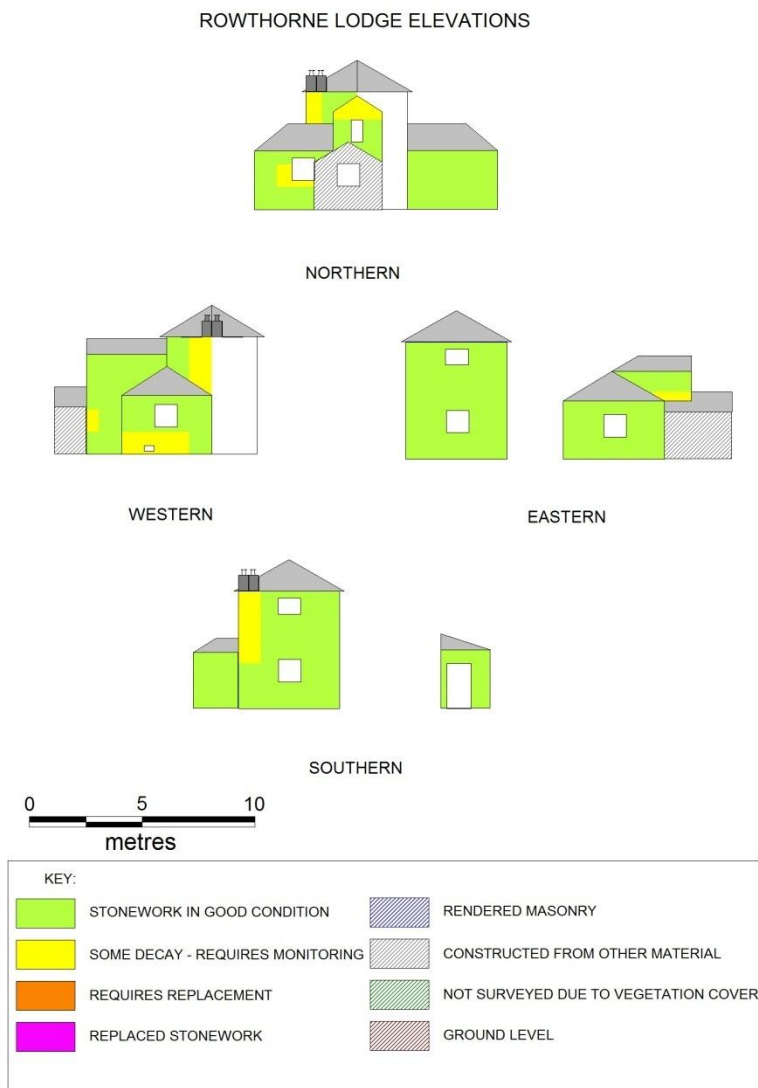 ROWTHORNE LODGE ELEVATIONS
NORTHERN
WESTERN
EASTERN
SOUTHERN
0 5 10
metres
KEY:
STONEWORK IN GOOD CONDITION
SOME DECAY - REQUIRES MONITORING
REQUIRES REPLACEMENT
REPLACED STONEWORK
RENDERED MASONRY
CONSTRUCTED FROM OTHER MATERIAL
NOT SURVEYED DUE TO VEGETATION COVER
GROUND LEVEL